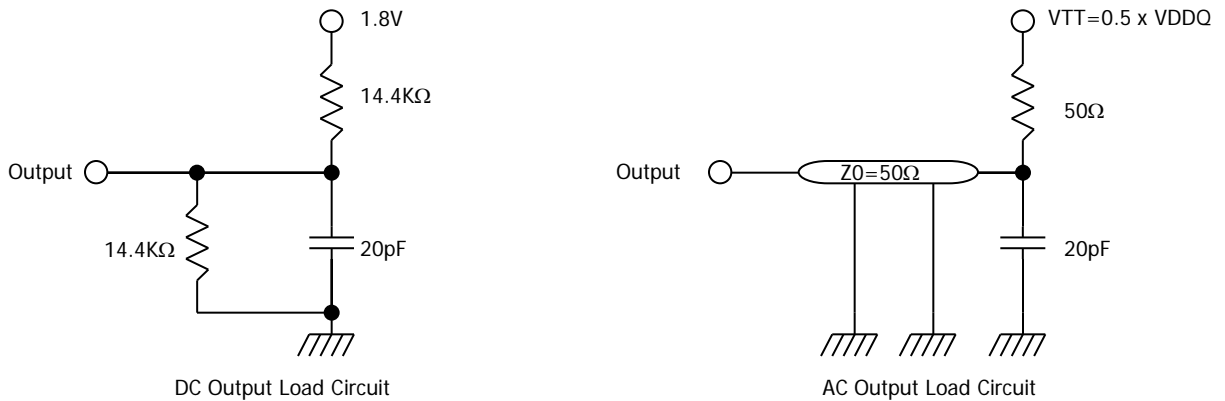 1.8V
14.4KΩ
Output
14.4KΩ
20pF
DC Output Load Circuit
VTT=0.5 x VDDQ
50Ω
Output
Z0=50Ω
20pF
AC Output Load Circuit